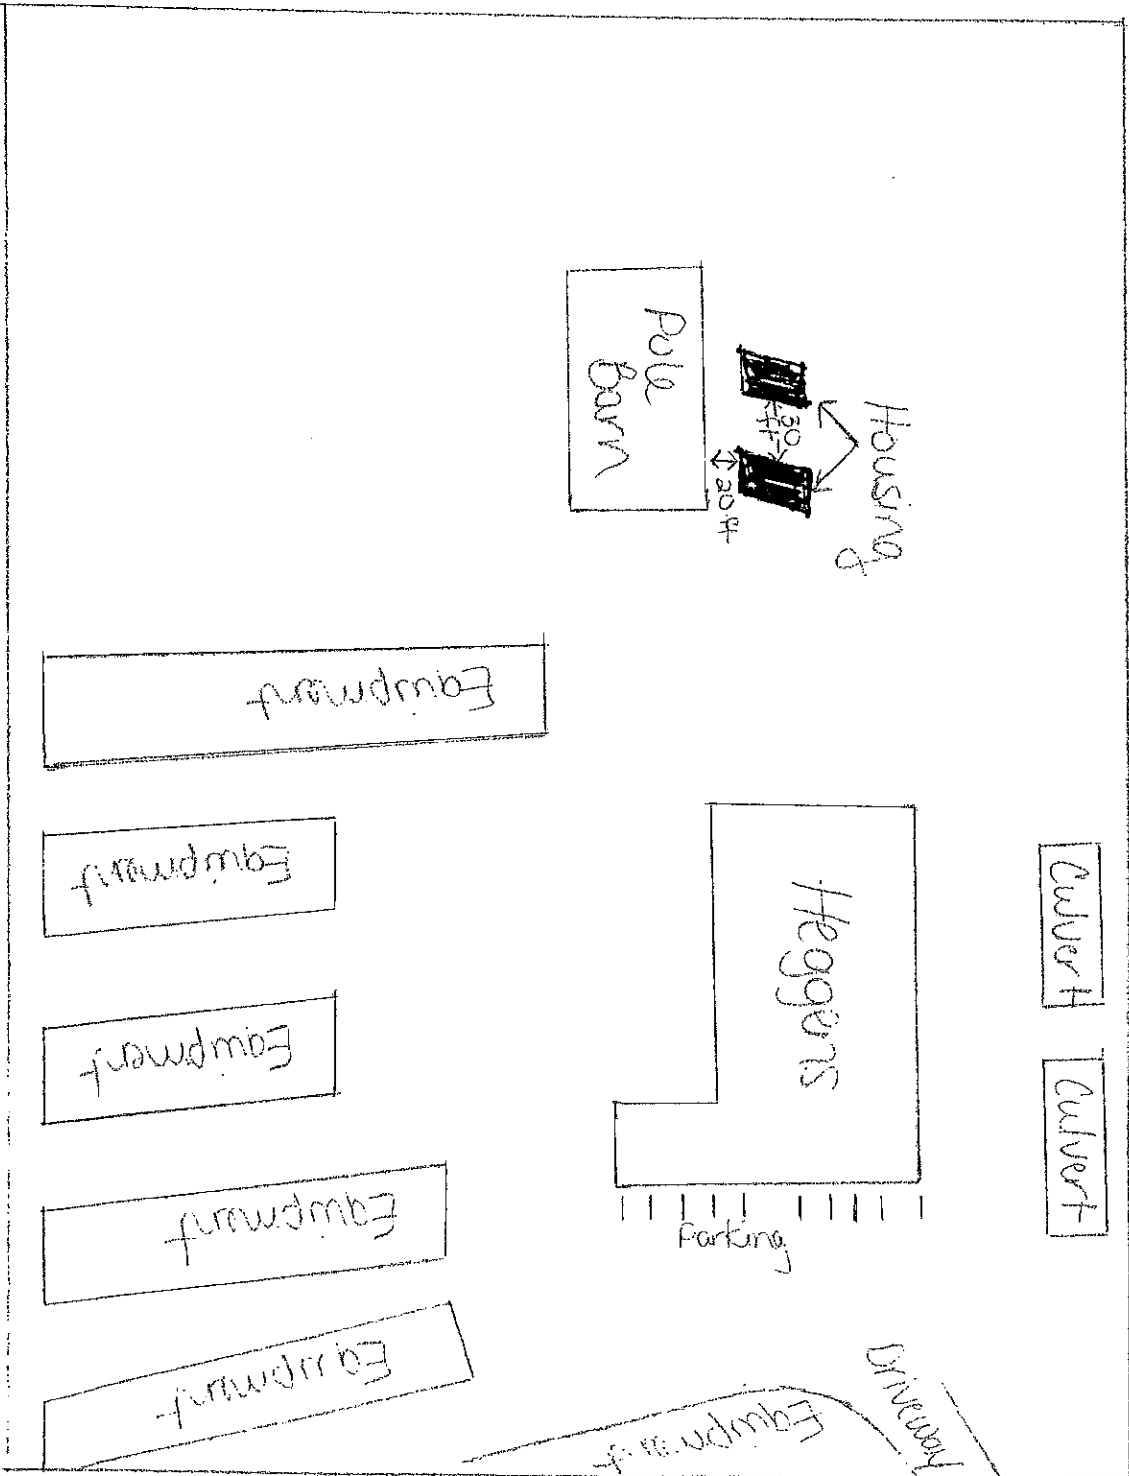 Pole
Barn
30
ft
20 ft
Housing
Equipment
Equipment
Equipment
Equipment
Equipment
Equipment
Heggens
Parking
Culvert
Culvert
Driveway